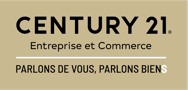 CENTURY 21®
Entreprise et Commerce
PARLONS DE VOUS, PARLONS BIENS